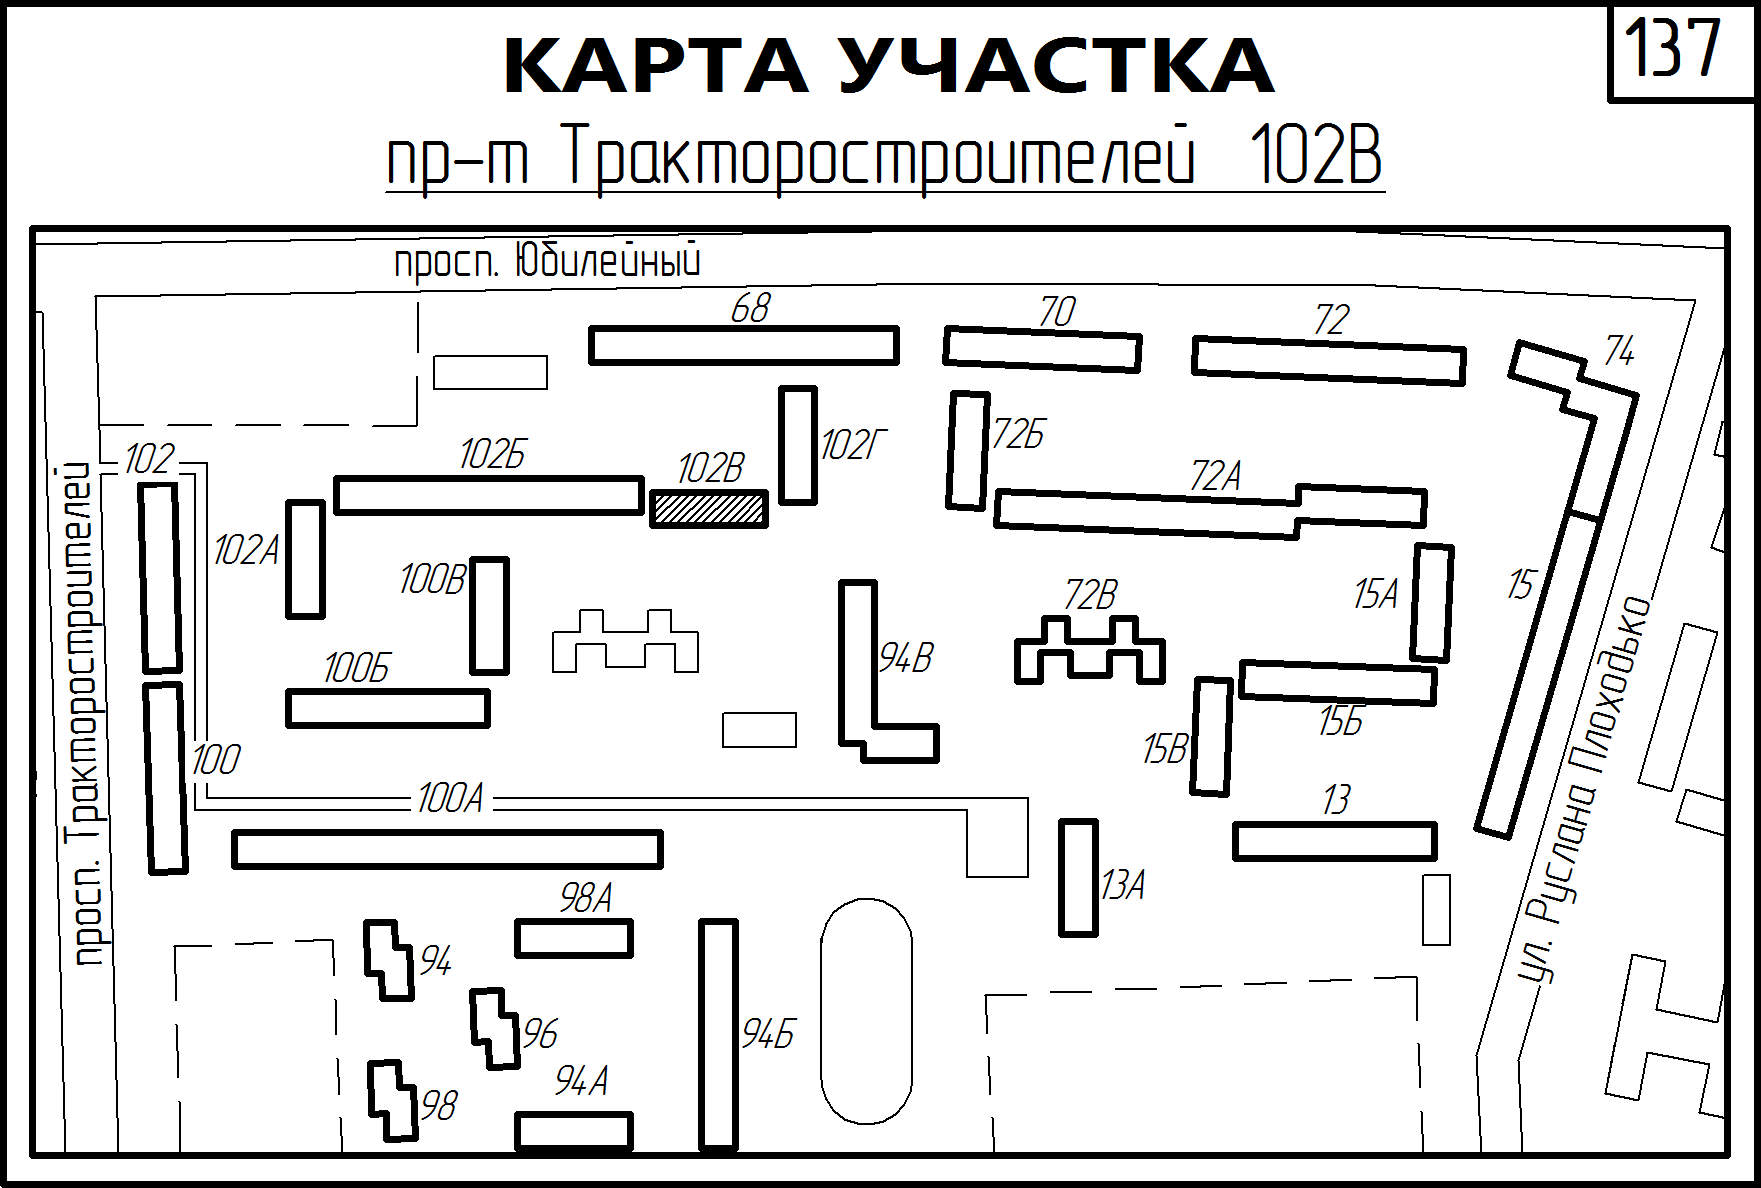 137
КАРТА УЧАСТКА
пр-т Тракторостроителей 102В
просп. Юбилейный
68
70
72
74
102
102Б
102В
102Г
72Б
72А
102А
100В
72В
15А
15
100Б
94В
15Б
15В
100
100А
13
13А
98А
94
96
94Б
94А
98
просп. Тракторостроителей
ул. Руслана Плоходько